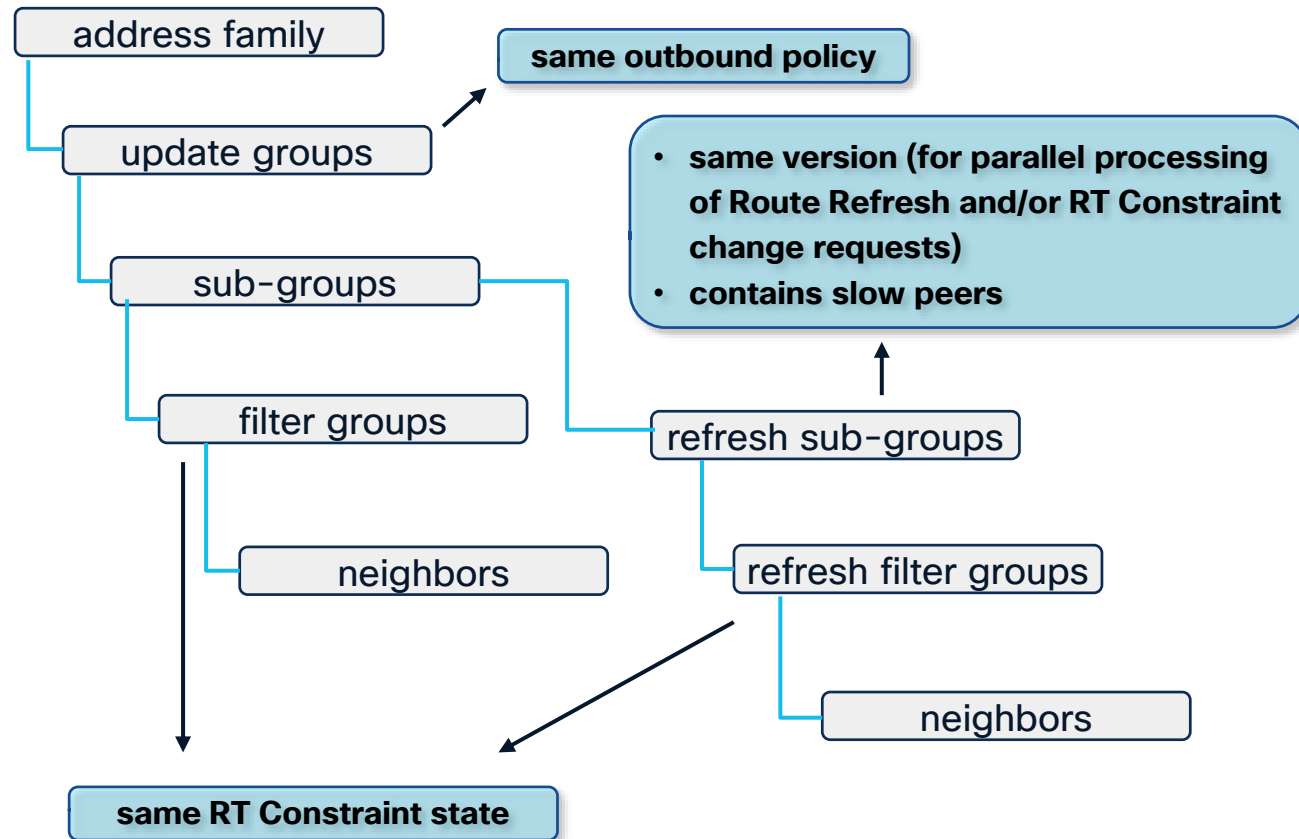 address family
same outbound policy
update groups
• same version (for parallel processing
of Route Refresh and/or RT Constraint
change requests)
• contains slow peers
sub-groups
filter groups
refresh sub-groups
neighbors
refresh filter groups
neighbors
same RT Constraint state